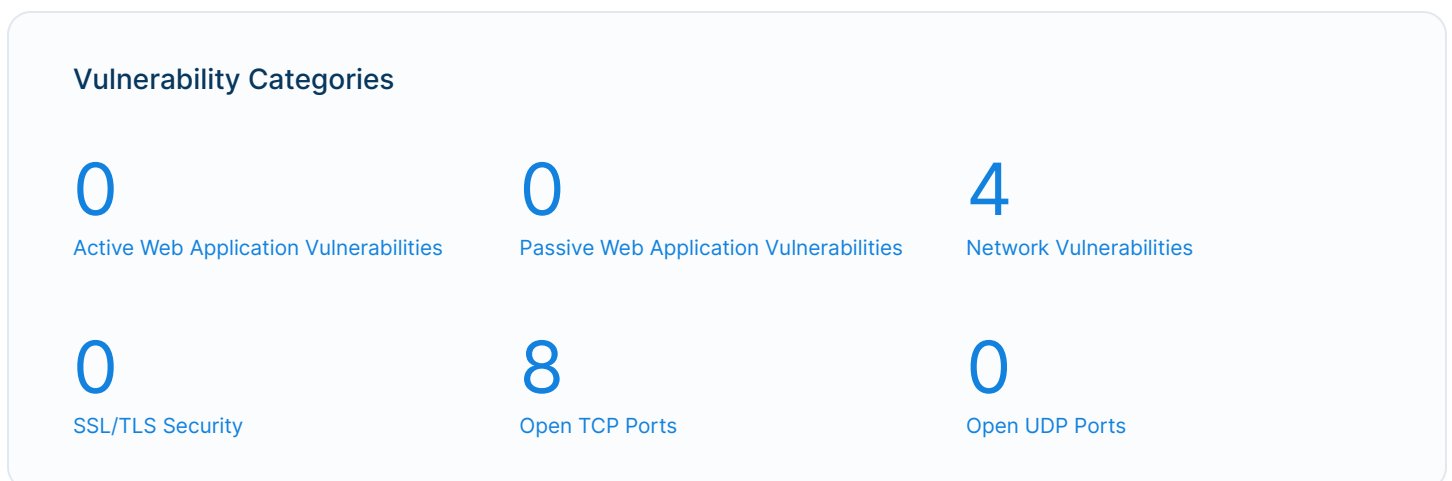 Vulnerability Categories
0
0
4
Active Web Application Vulnerabilities
Passive Web Application Vulnerabilities
Network Vulnerabilities
0
8
0
SSL/TLS Security
Open TCP Ports
Open UDP Ports